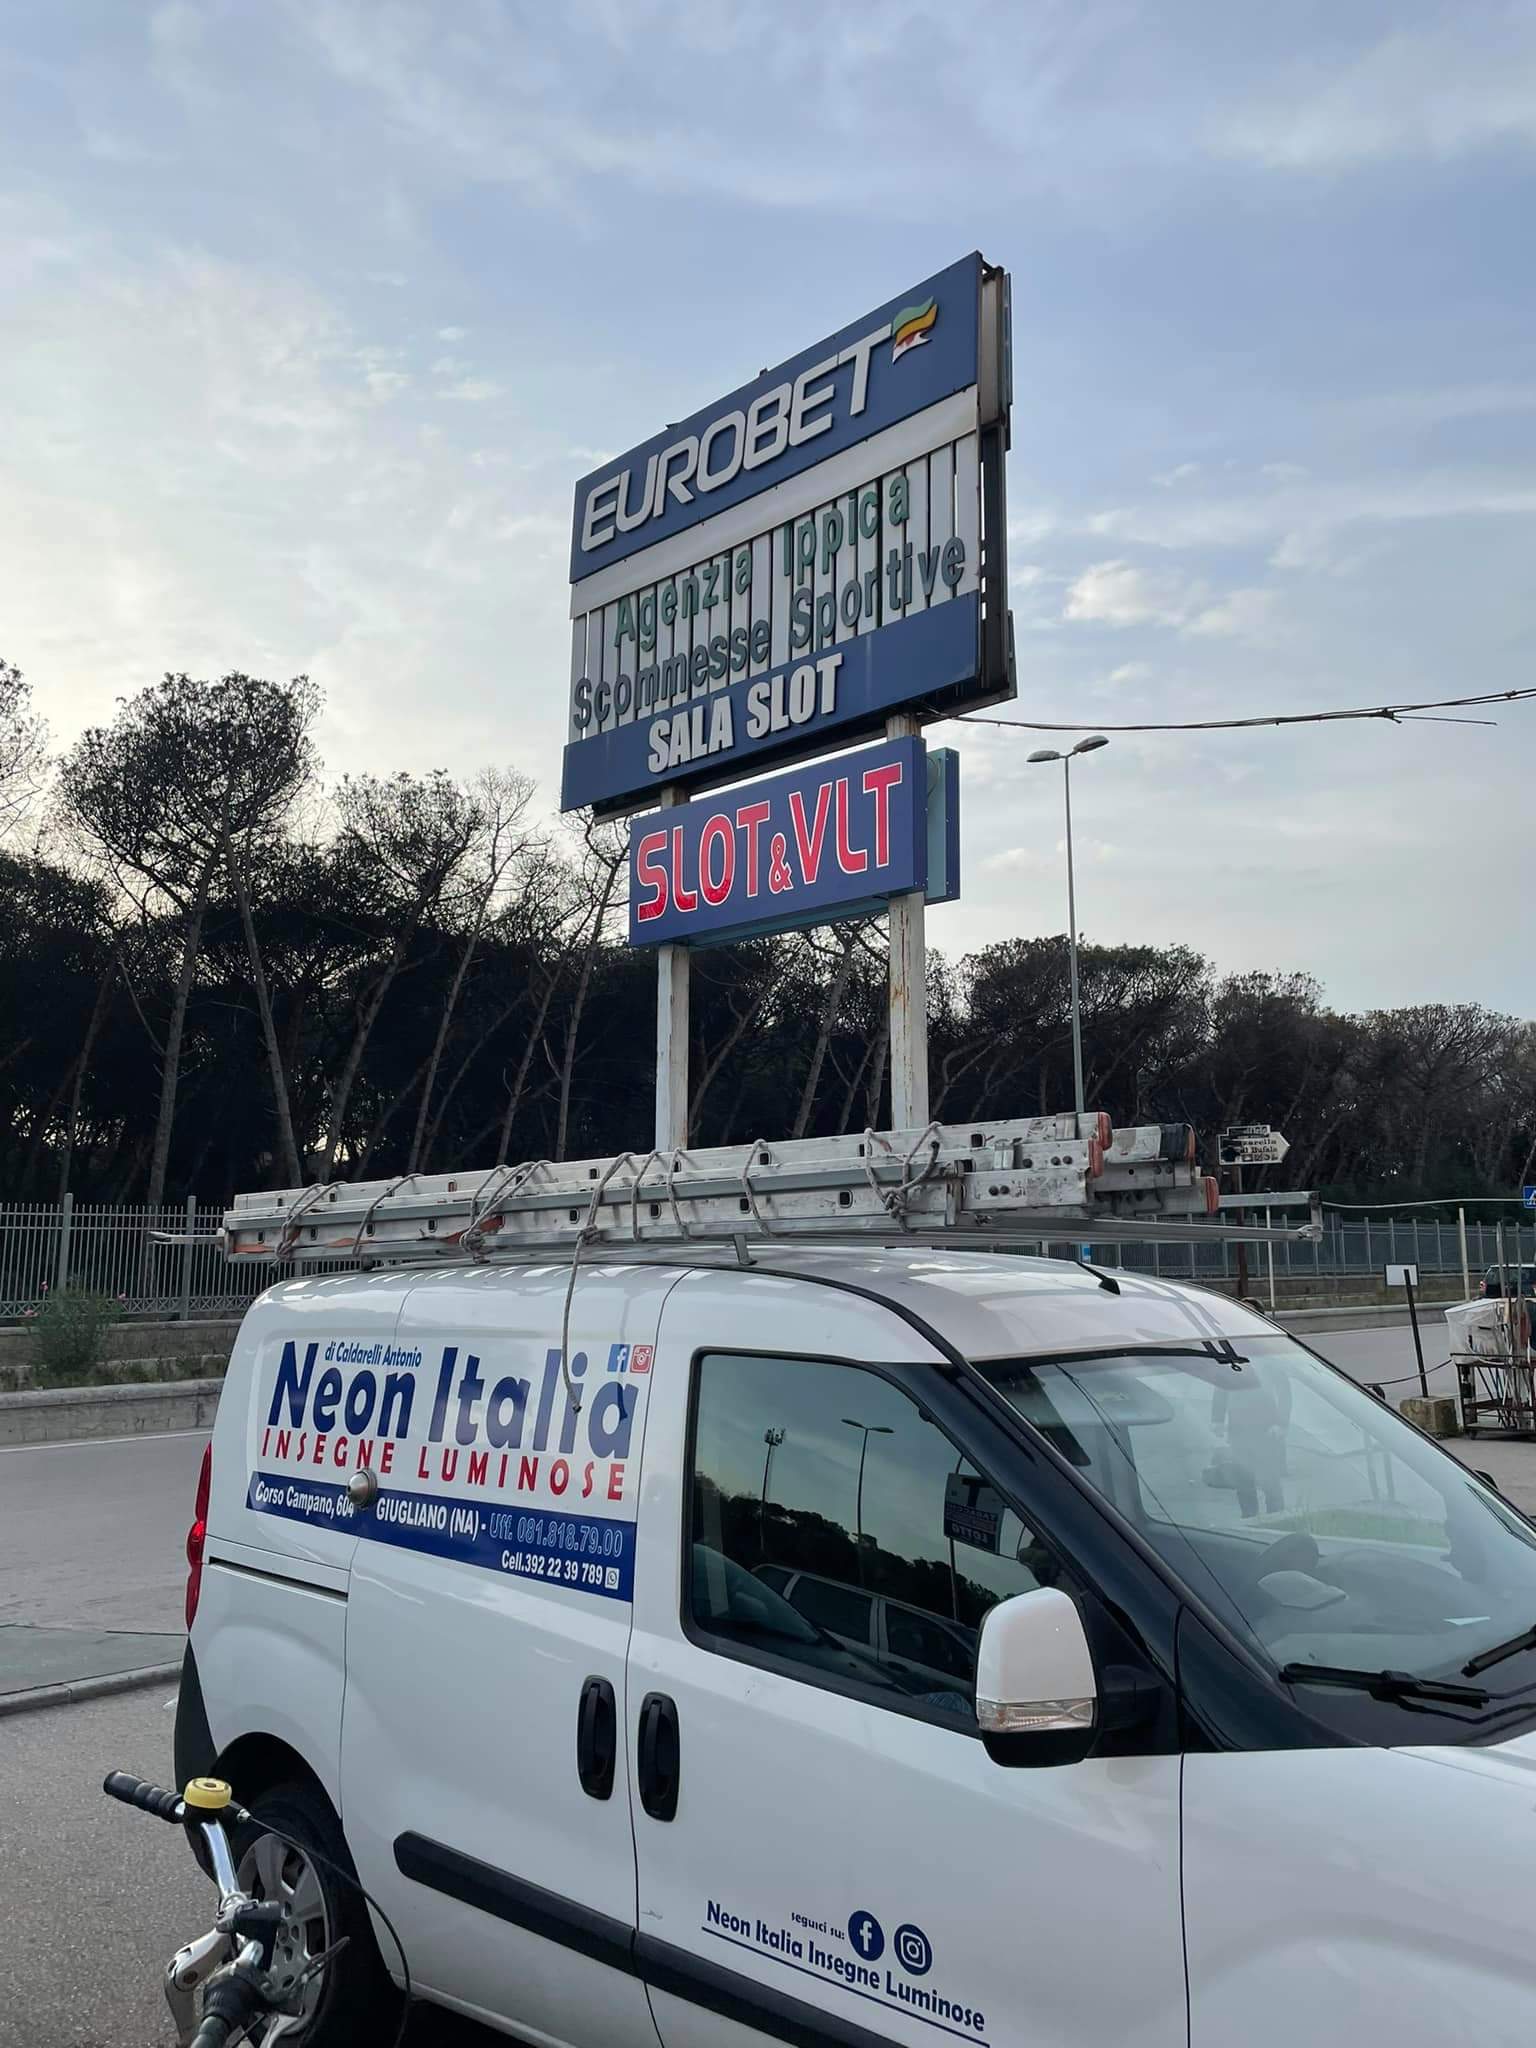 EUROBET
Agenzia Ippica
Scommesse Sportive
SALA SLOT
SLOT&VLT
di Caldarelli Antonio
Neon Italia
INSEGNE LUMINOSE
Corso Campano, 604 GIUGLIANO (NA) - Uff. 081.818.79.00
Cell.392 22 39 789
seguici su:
Neon Italia Insegne Luminose